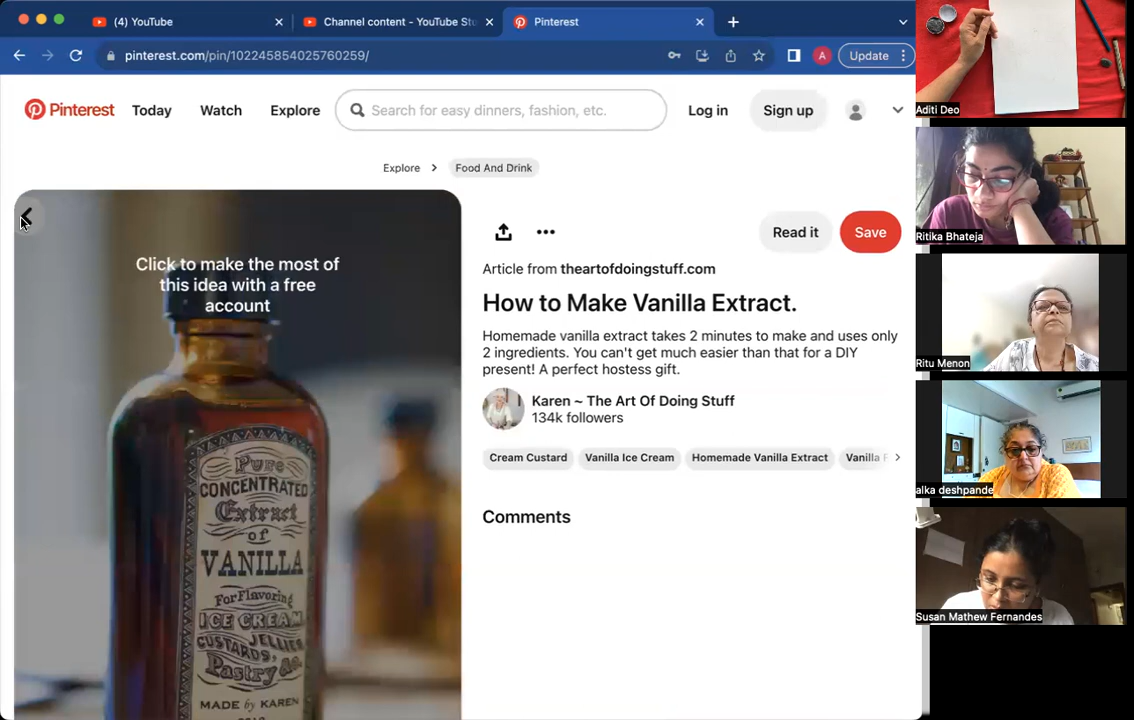 (4) YouTube
Channel content - YouTube Stu
Pinterest
pinterest.com/pin/102245854025760259/
A
Update
Pinterest
Today
Watch
Explore
Search for easy dinners, fashion, etc.
Log in
Sign up
Explore
Food And Drink
Click to make the most of
this idea with a free
account
Read it
Save
Article from theartofdoingstuff.com
How to Make Vanilla Extract.
Homemade vanilla extract takes 2 minutes to make and uses only
2 ingredients. You can't get much easier than that for a DIY
present! A perfect hostess gift.
Karen ~ The Art Of Doing Stuff
134k followers
Cream Custard
Vanilla Ice Cream
Homemade Vanilla Extract
Vanilla
Comments
Pure
CONCENTRATED
Extract
of
VANILLA
For Flavoring
ICE CREAM
CUSTARDS, JELLIES
Pastry &c.
MADE by KAREN
Aditi Deo
Ritika Bhateja
Ritu Menon
alka deshpande
Susan Mathew Fernandes